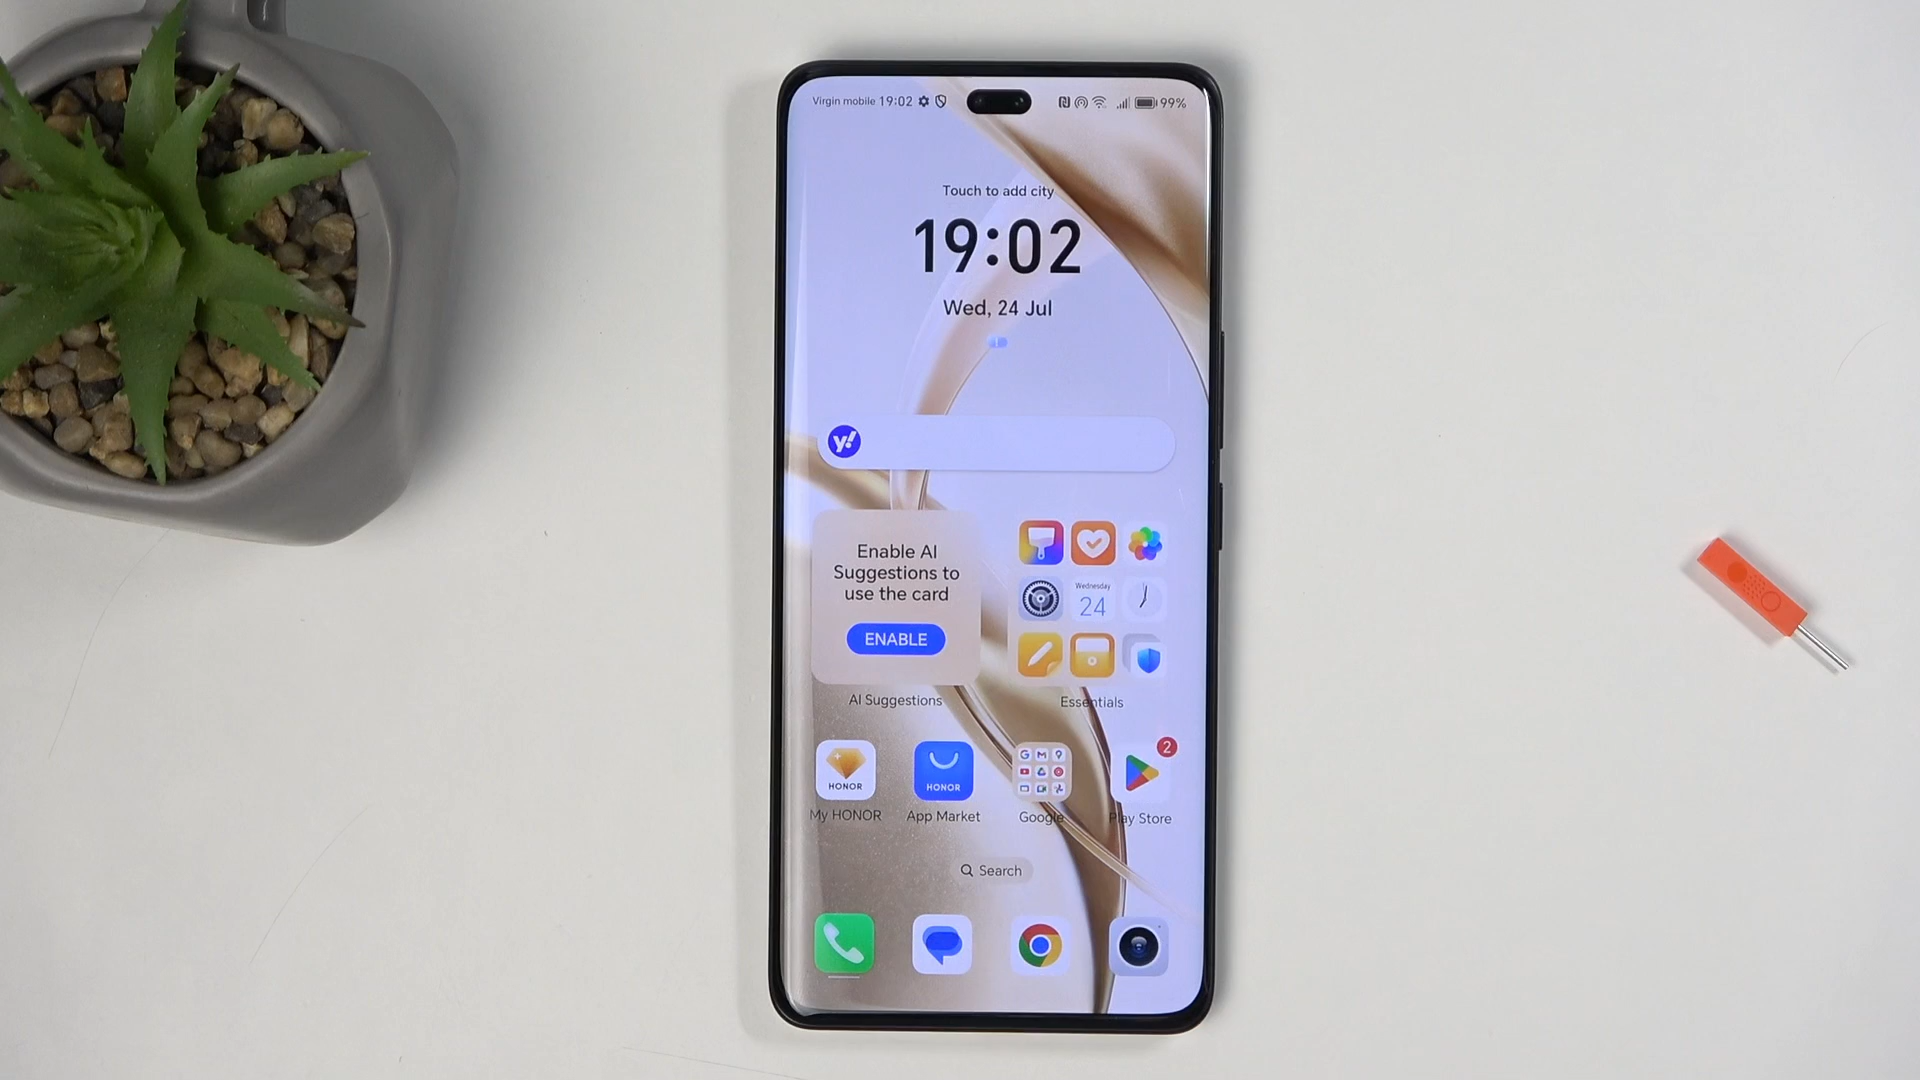 Virgin mobile 19:02
99%
Touch to add city
19:02
Wed, 24 Jul
y!
Enable AI
Suggestions to
use the card
ENABLE
Wednesday
24
AI Suggestions
Essentials
HONOR
HONOR
2
My HONOR
App Market
Google
Play Store
Search